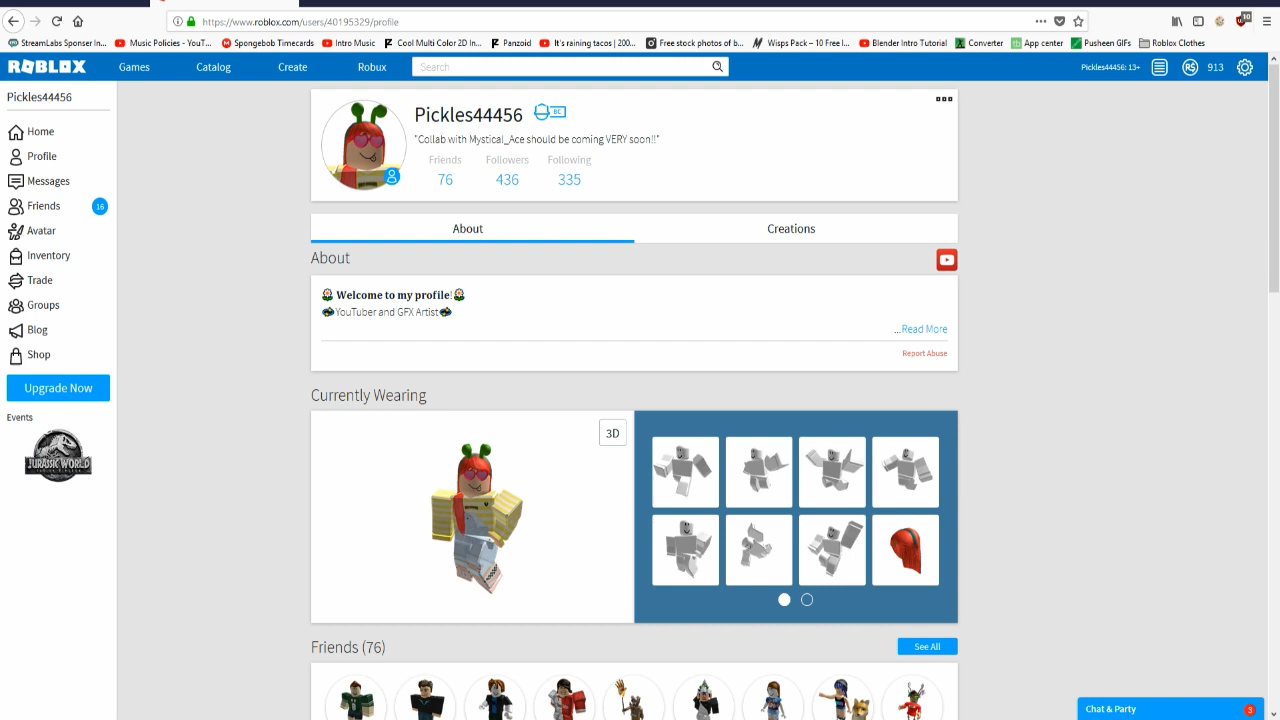 https://www.roblox.com/users/40195329/profile
10
StreamLabs Sponser In...
Music Policies - YouT...
Spongebob Timecards
Intro Music
Cool Multi Color 2D In...
Panzoid
It's raining tacos | 200...
Free stock photos of b...
Wisps Pack – 10 Free I...
Blender Intro Tutorial
Converter
App center
Pusheen GIFs
Roblox Clothes
ROBLOX
Games
Catalog
Create
Robux
Search
Pickles44456: 13+
R$
913
Pickles44456
Home
Profile
Messages
Friends
16
Avatar
Inventory
Trade
Groups
Blog
Shop
Upgrade Now
Events
JURASSIC WORLD
Pickles44456
BC
"Collab with Mystical_Ace should be coming VERY soon!!"
Friends
Followers
Following
76
436
335
About
Creations
About
Welcome to my profile!
YouTuber and GFX Artist
...Read More
Report Abuse
Currently Wearing
3D
Friends (76)
See All
Chat & Party
3